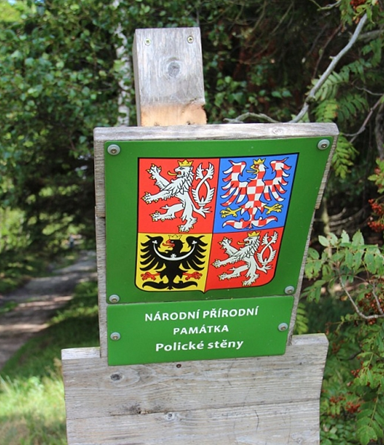 NÁRODNÍ PŘÍRODNÍ
PAMÁTKA
Polické stěny